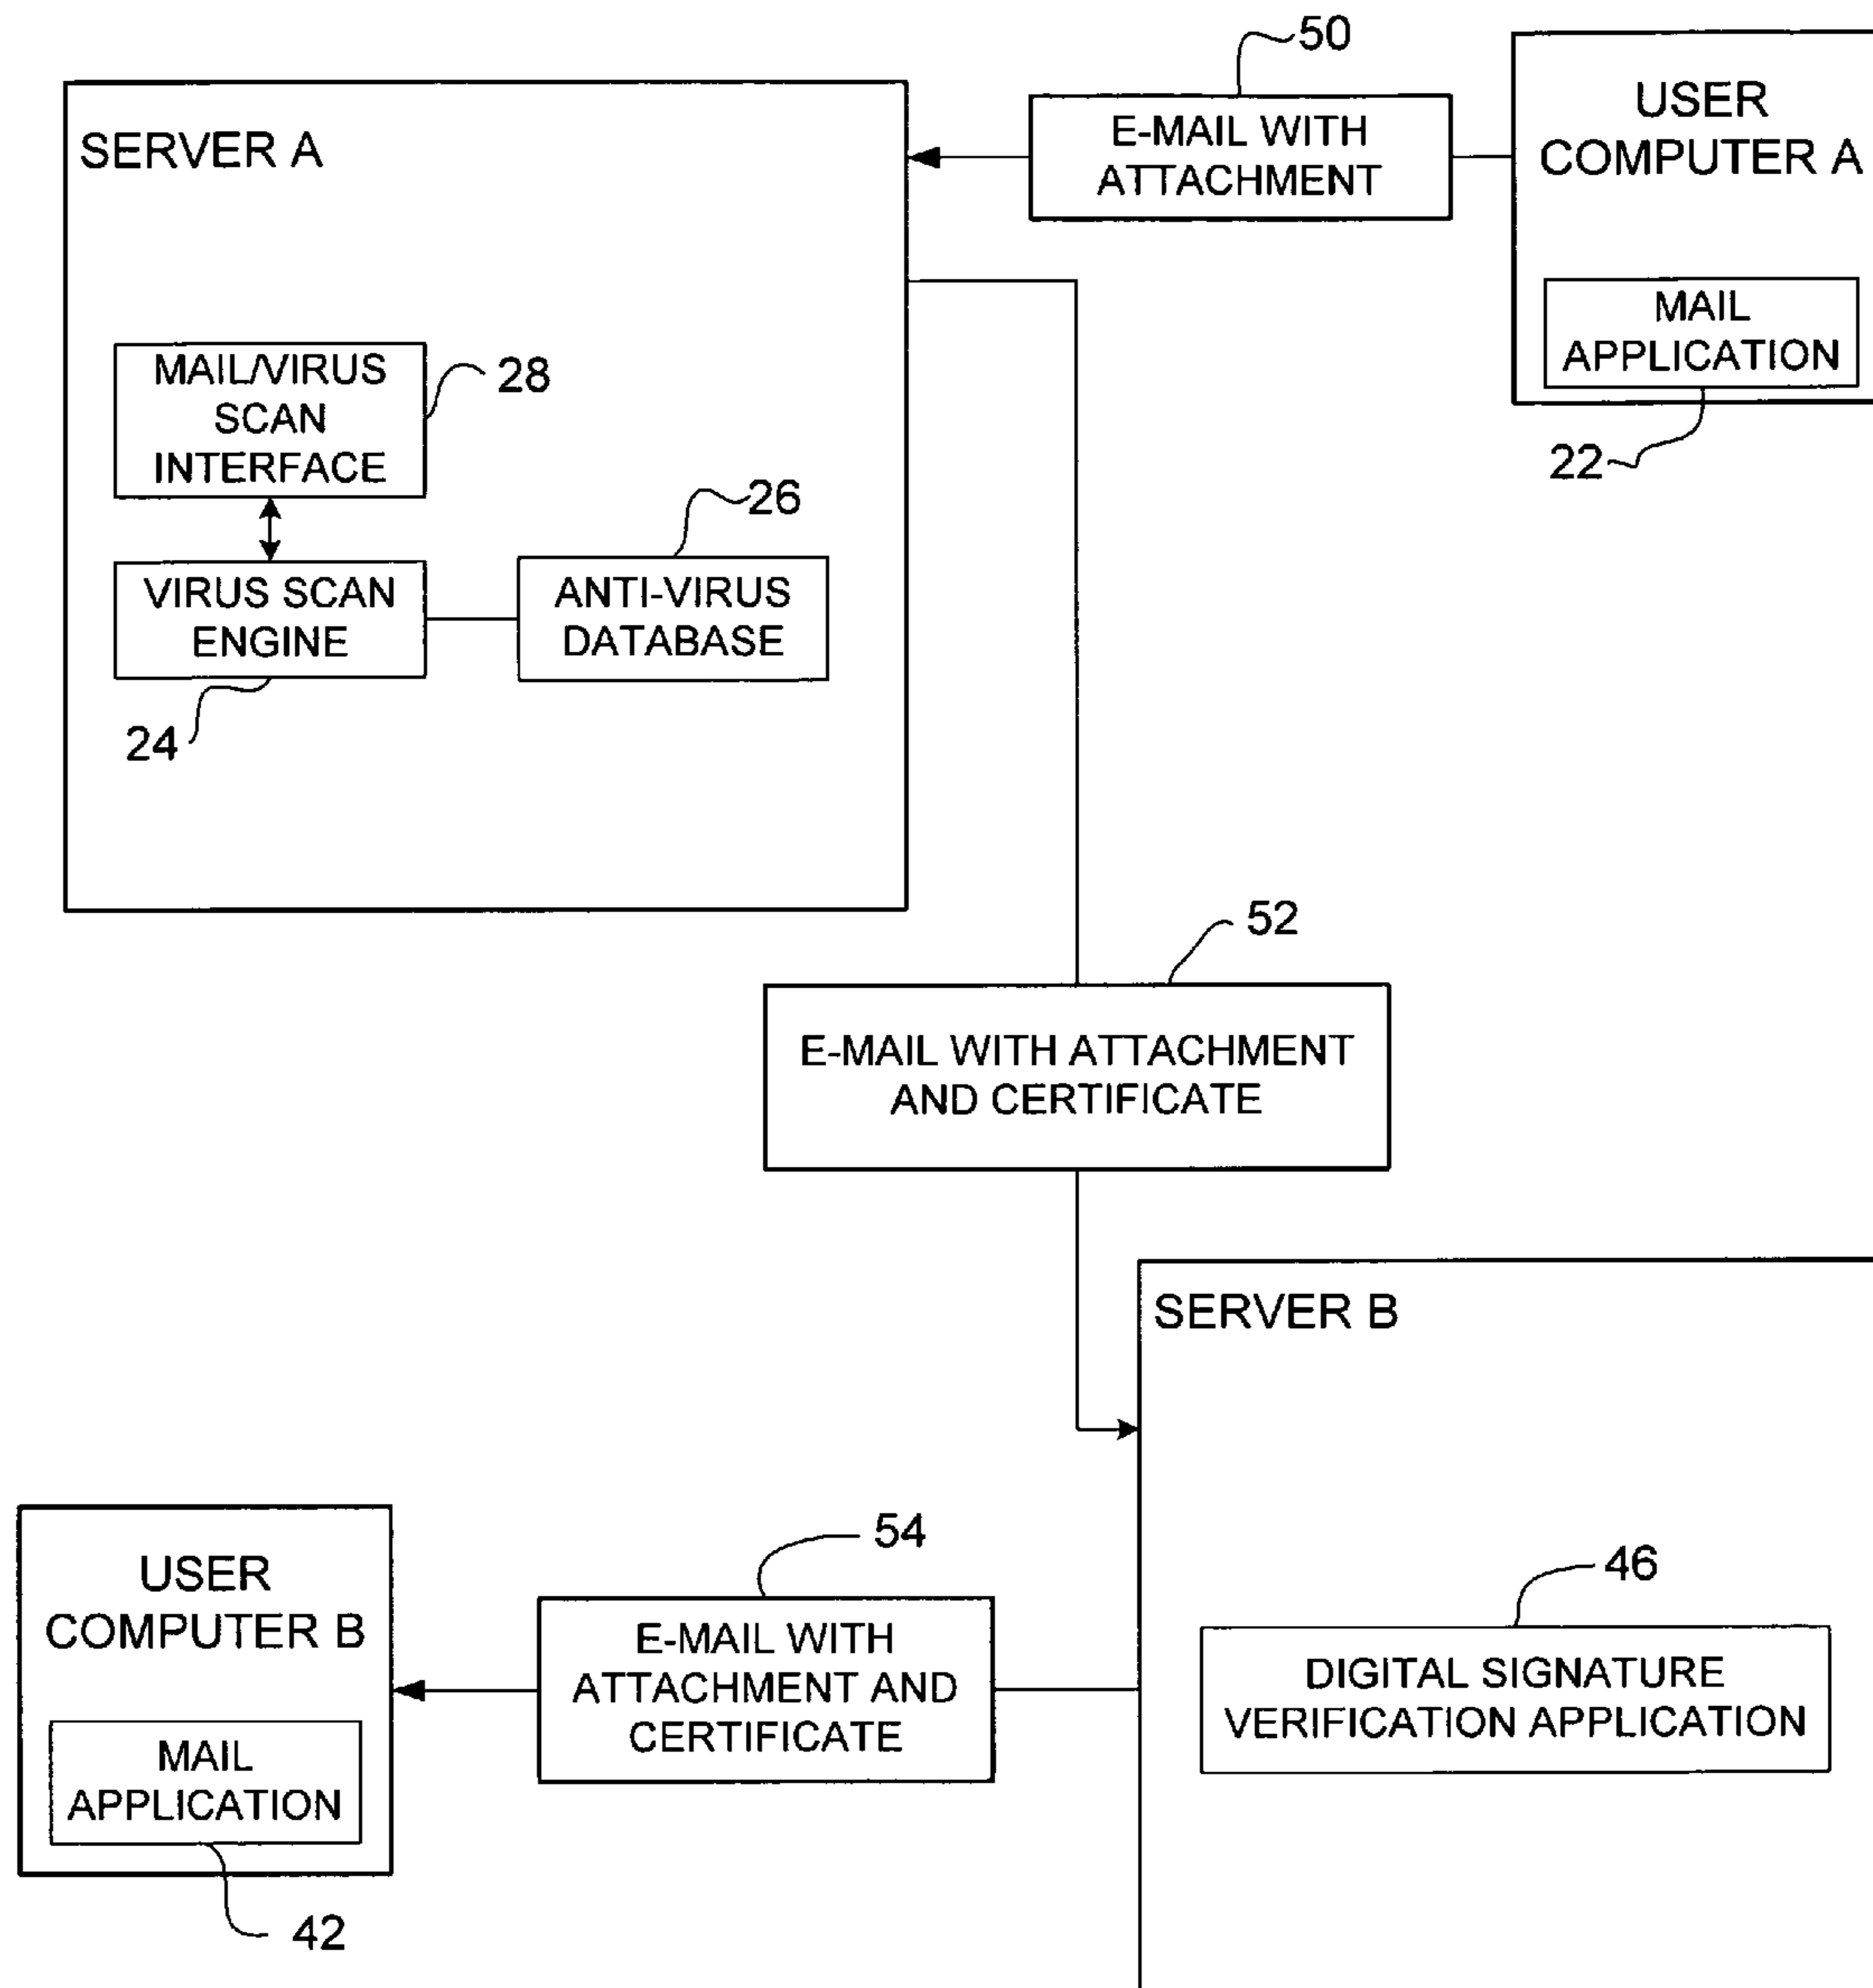 50
USER
COMPUTER A
SERVER A
E-MAIL WITH
ATTACHMENT
MAIL
APPLICATION
22
MAIL/VIRUS
SCAN
INTERFACE
28
26
VIRUS SCAN
ENGINE
ANTI-VIRUS
DATABASE
24
52
E-MAIL WITH ATTACHMENT
AND CERTIFICATE
SERVER B
54
46
USER
COMPUTER B
E-MAIL WITH
ATTACHMENT AND
CERTIFICATE
DIGITAL SIGNATURE
VERIFICATION APPLICATION
MAIL
APPLICATION
42